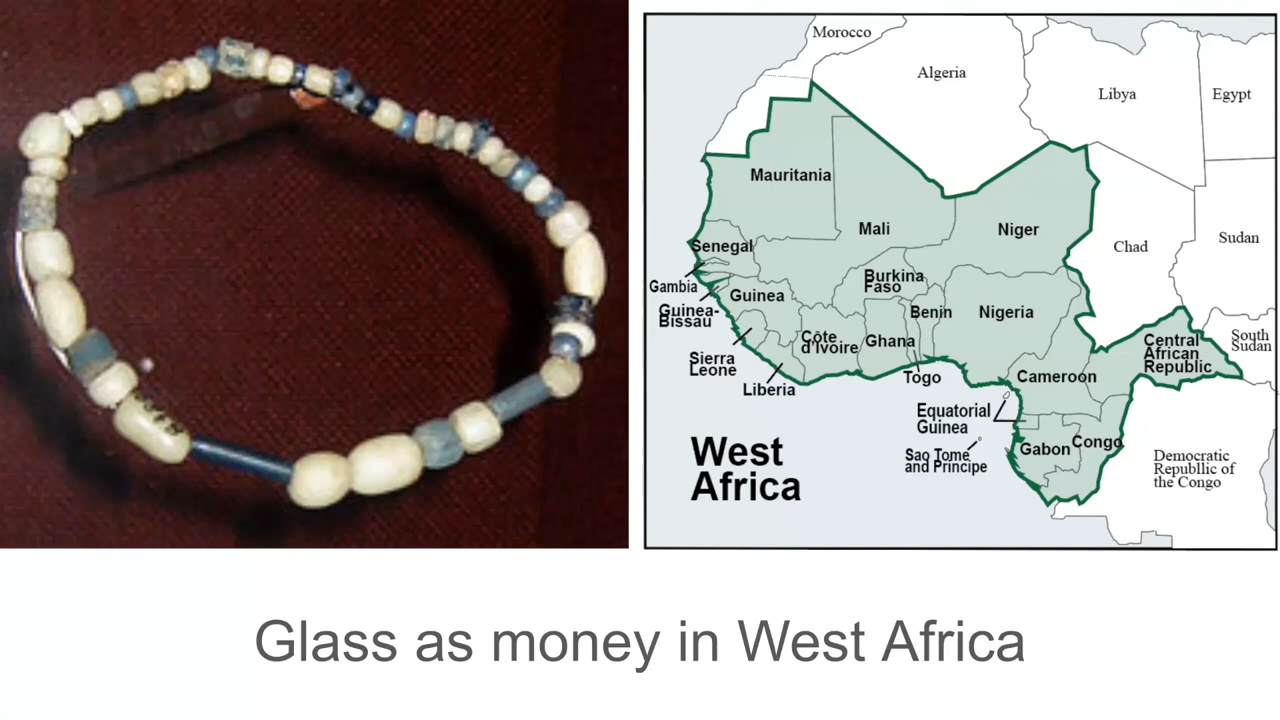 Morocco
Algeria
Libya
Egypt
Mauritania
Mali
Niger
Chad
Sudan
Senegal
Gambia
Guinea-
Bissau
Guinea
Burkina
Faso
Benin
Nigeria
Sierra
Leone
Côte
d'Ivoire
Ghana
Liberia
Togo
Cameroon
Central
African
Republic
South
Sudan
Equatorial
Guinea
Sao Tome
and Principe
Gabon
Congo
Democratic
Republlic of
the Congo
West
Africa
Glass as money in West Africa